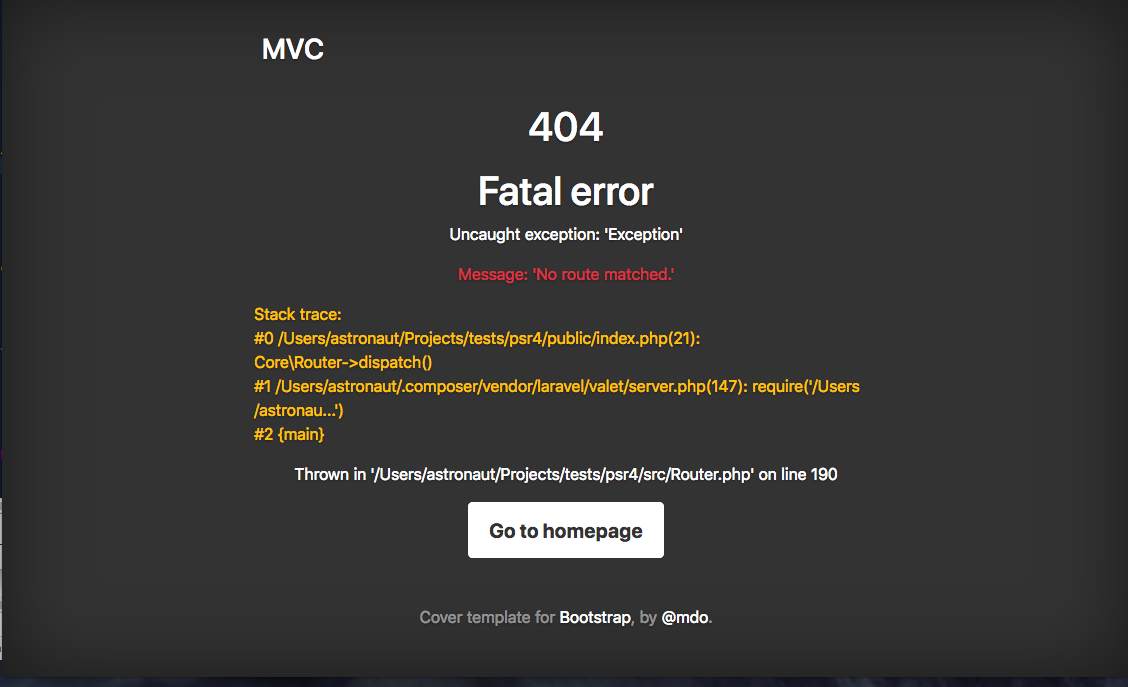 MVC
404
Fatal error
Uncaught exception: 'Exception'
Message: 'No route matched.'
Stack trace:
#0 /Users/astronaut/Projects/tests/psr4/public/index.php(21):
Core\Router->dispatch()
#1 /Users/astronaut/.composer/vendor/laravel/valet/server.php(147): require('/Users
/astronau...')
#2 {main}
Thrown in '/Users/astronaut/Projects/tests/psr4/src/Router.php' on line 190
Go to homepage
Cover template for Bootstrap, by @mdo.